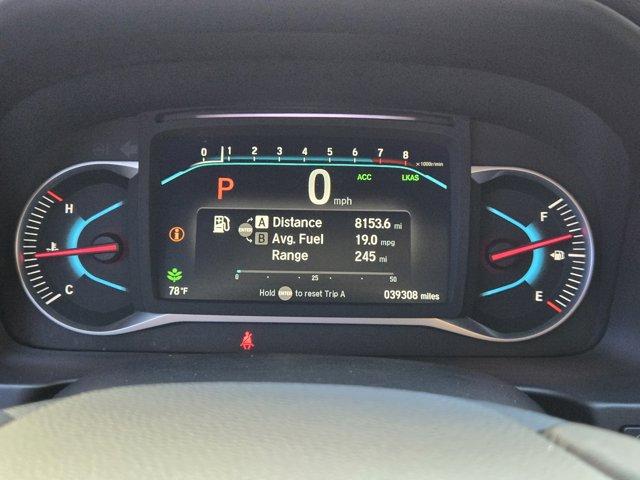 0 1 2 3 4 5 6 7 8 ×1000r/min
ACC LKAS
P 0 mph
H F
A Distance 8153.6 mi
ENTER B Avg. Fuel 19.0 mpg
Range 245 mi
0 25 50
C E
78°F Hold ENTER to reset Trip A 039308 miles